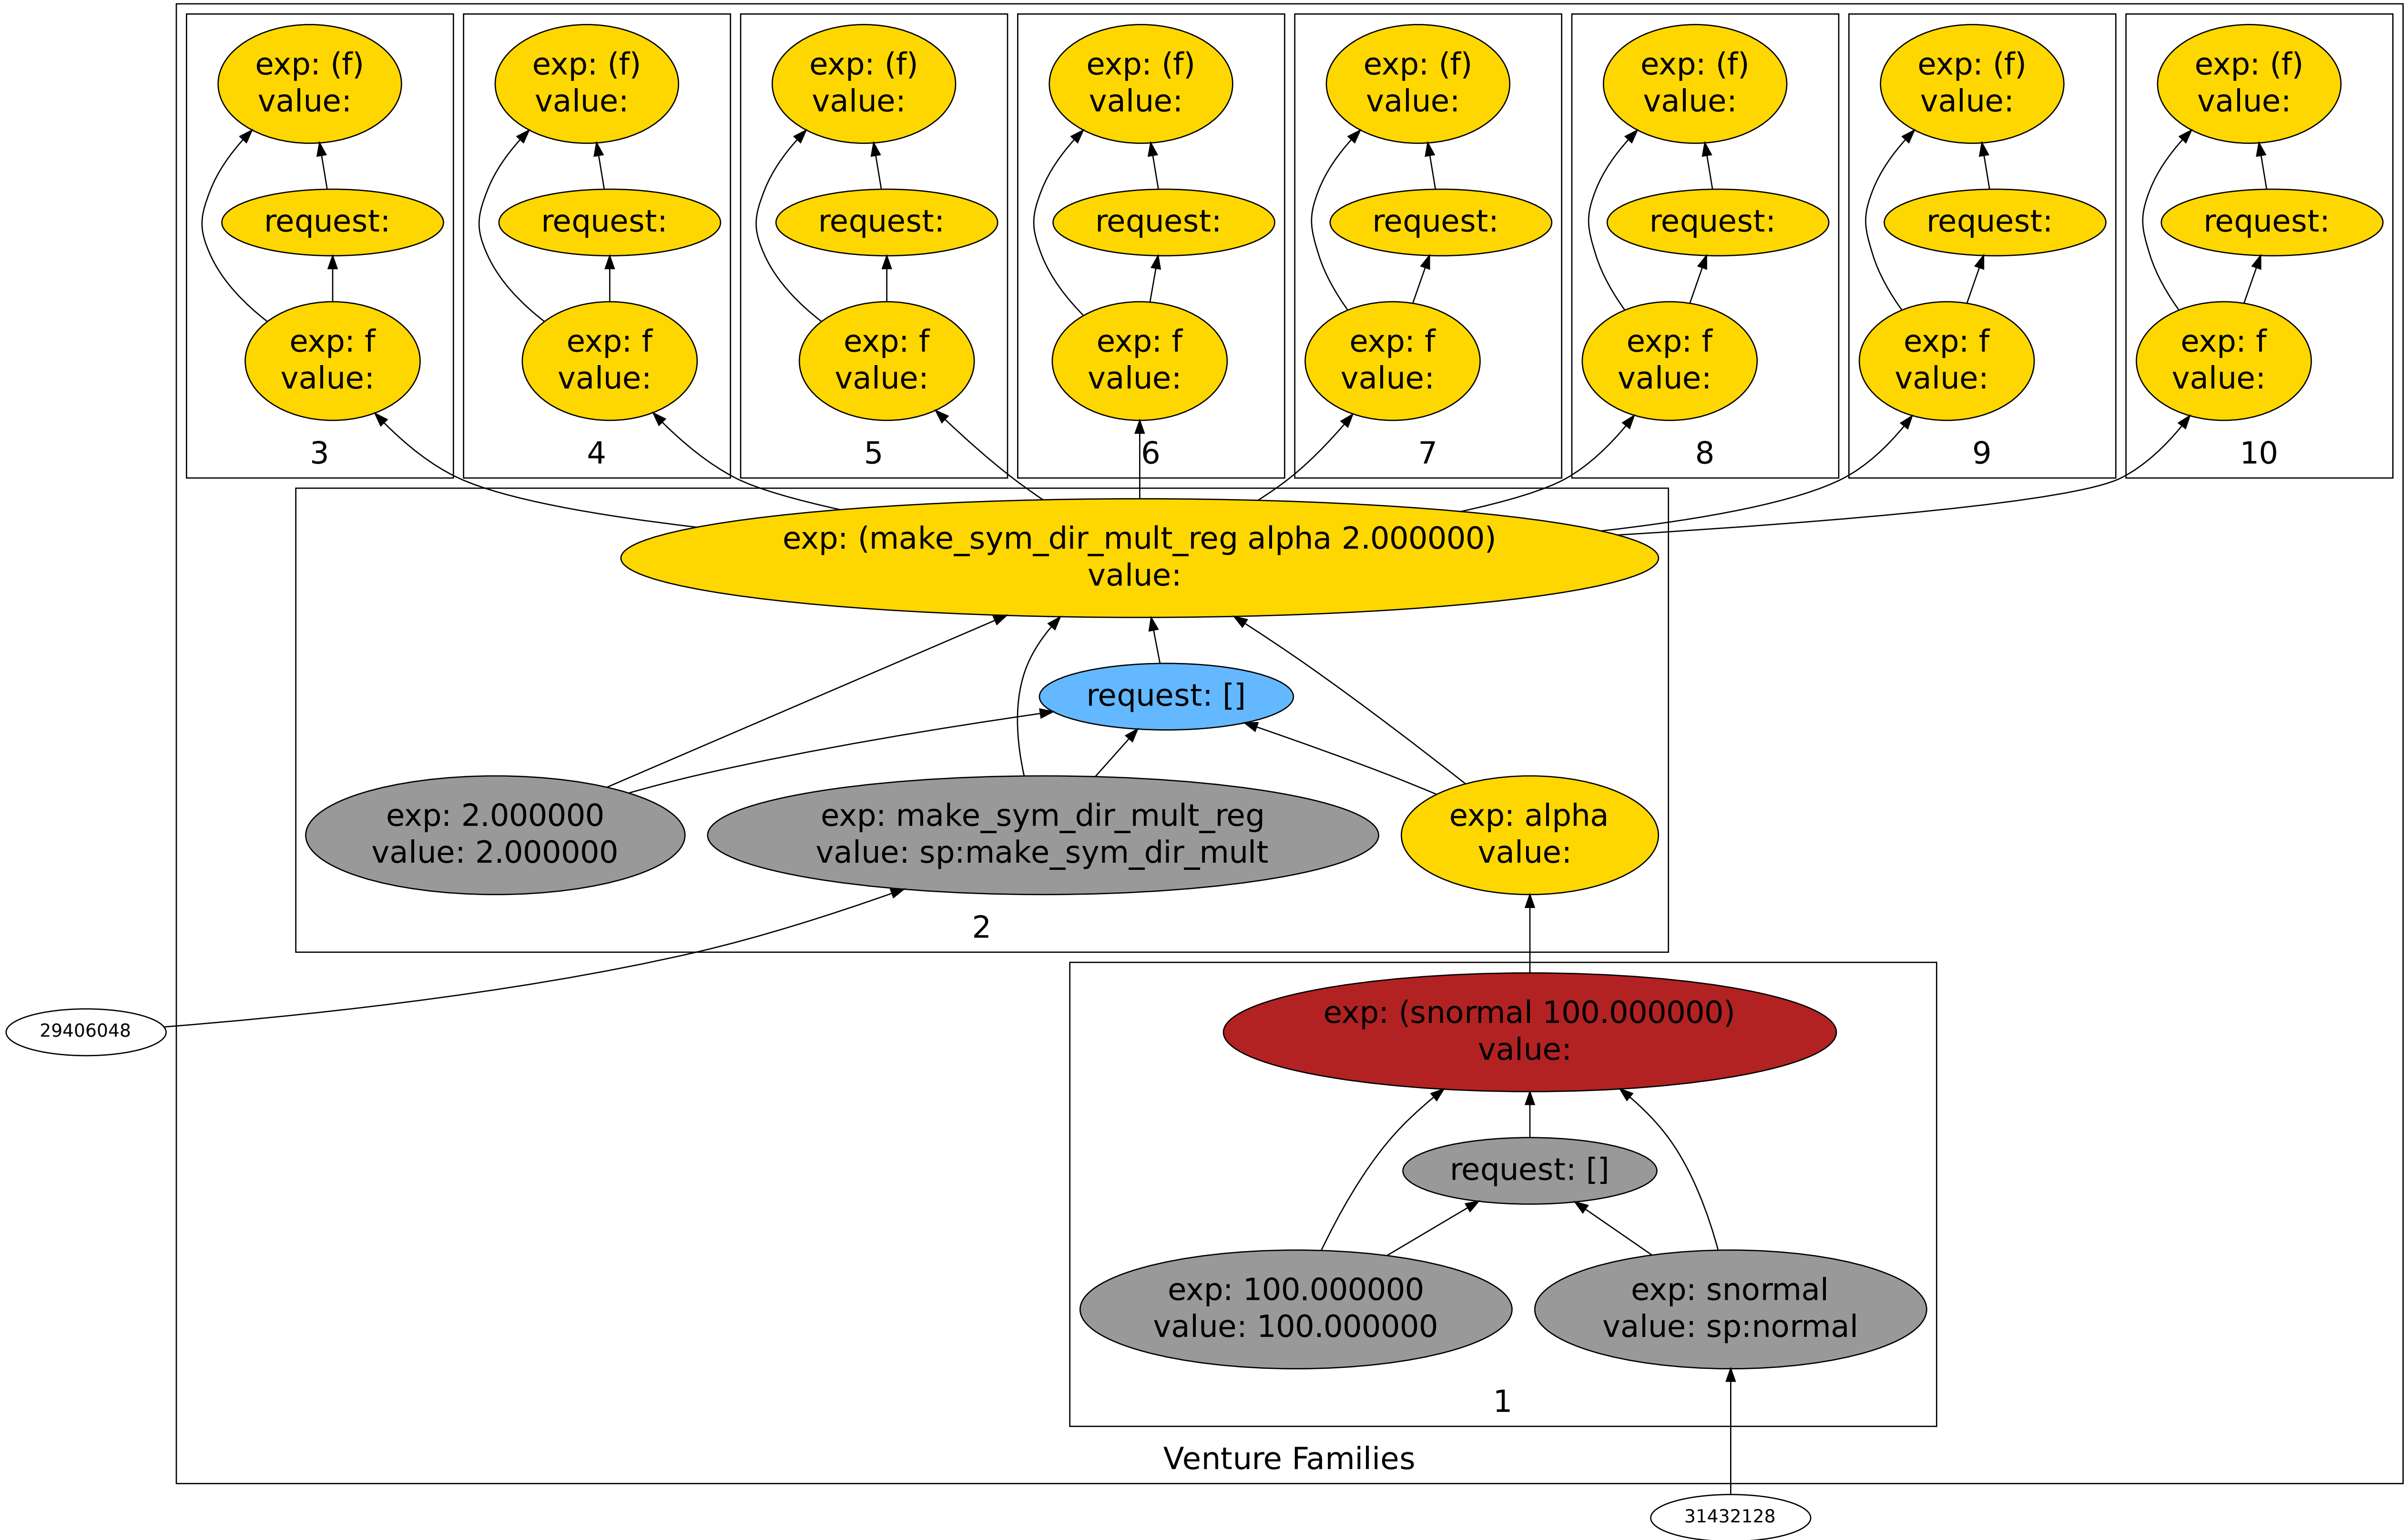 exp: (f)
value:
exp: (f)
value:
exp: (f)
value:
exp: (f)
value:
exp: (f)
value:
exp: (f)
value:
exp: (f)
value:
exp: (f)
value:
request:
request:
request:
request:
request:
request:
request:
request:
exp: f
value:
exp: f
value:
exp: f
value:
exp: f
value:
exp: f
value:
exp: f
value:
exp: f
value:
exp: f
value:
3
4
5
6
7
8
9
10
exp: (make_sym_dir_mult_reg alpha 2.000000)
value:
request: []
exp: 2.000000
value: 2.000000
exp: make_sym_dir_mult_reg
value: sp:make_sym_dir_mult
exp: alpha
value:
2
29406048
exp: (snormal 100.000000)
value:
request: []
exp: 100.000000
value: 100.000000
exp: snormal
value: sp:normal
1
Venture Families
31432128